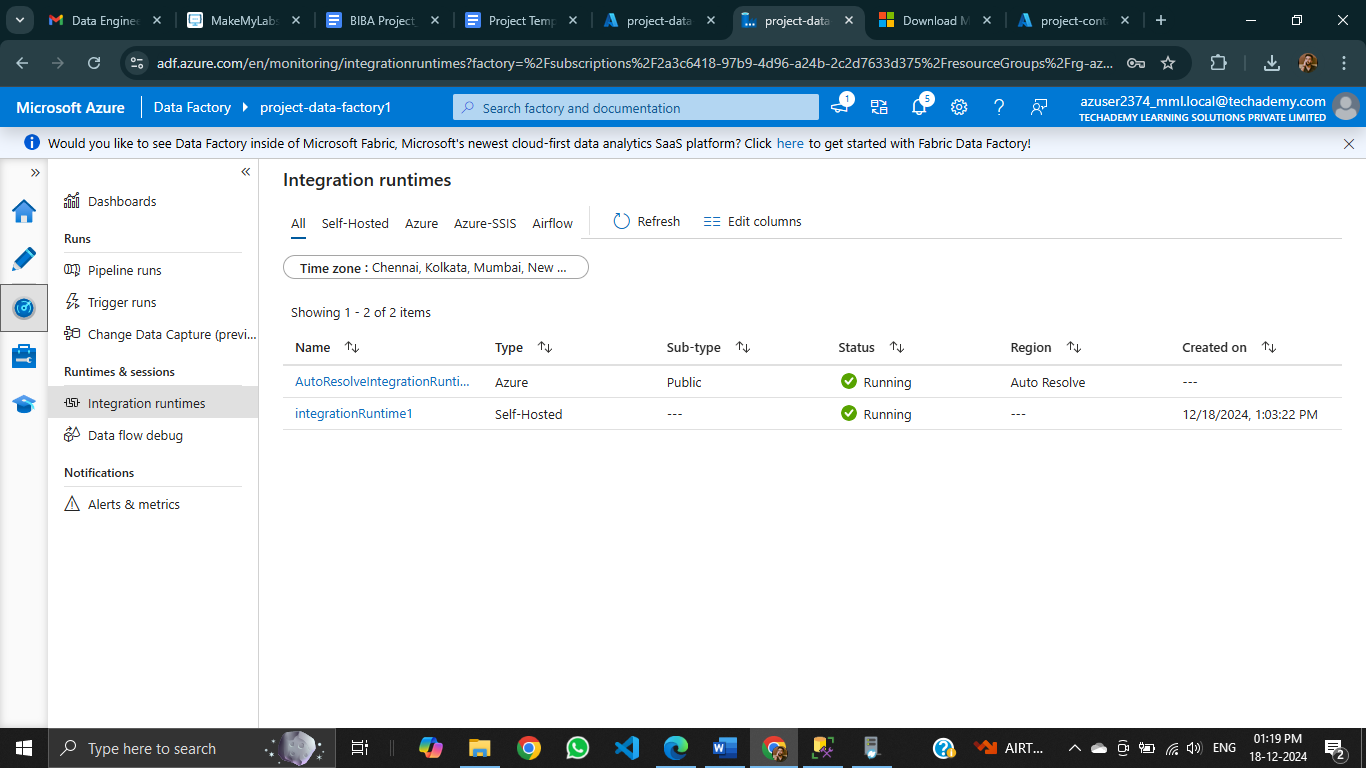 Data Enginee
MakeMyLabs
BIBA Project_
Project Temp
project-data
project-data
Download M
project-cont
adf.azure.com/en/monitoring/integrationruntimes?factory=%2Fsubscriptions%2F2a3c6418-97b9-4d96-a24b-2c2d7633d375%2FresourceGroups%2Frg-az...
Microsoft Azure
Data Factory
project-data-factory1
Search factory and documentation
1
5
azuser2374_mml.local@techademy.com
TECHADEMY LEARNING SOLUTIONS PRIVATE LIMITED
Would you like to see Data Factory inside of Microsoft Fabric, Microsoft's newest cloud-first data analytics SaaS platform? Click here to get started with Fabric Data Factory!
Dashboards
Runs
Pipeline runs
Trigger runs
Change Data Capture (previ...
Runtimes & sessions
Integration runtimes
Data flow debug
Notifications
Alerts & metrics
Integration runtimes
All Self-Hosted Azure Azure-SSIS Airflow Refresh Edit columns
Time zone : Chennai, Kolkata, Mumbai, New ...
Showing 1 - 2 of 2 items
Name Type Sub-type Status Region Created on
AutoResolveIntegrationRunti... Azure Public Running Auto Resolve ---
integrationRuntime1 Self-Hosted --- Running --- 12/18/2024, 1:03:22 PM
Type here to search
AIRT...
ENG
01:19 PM
18-12-2024
2